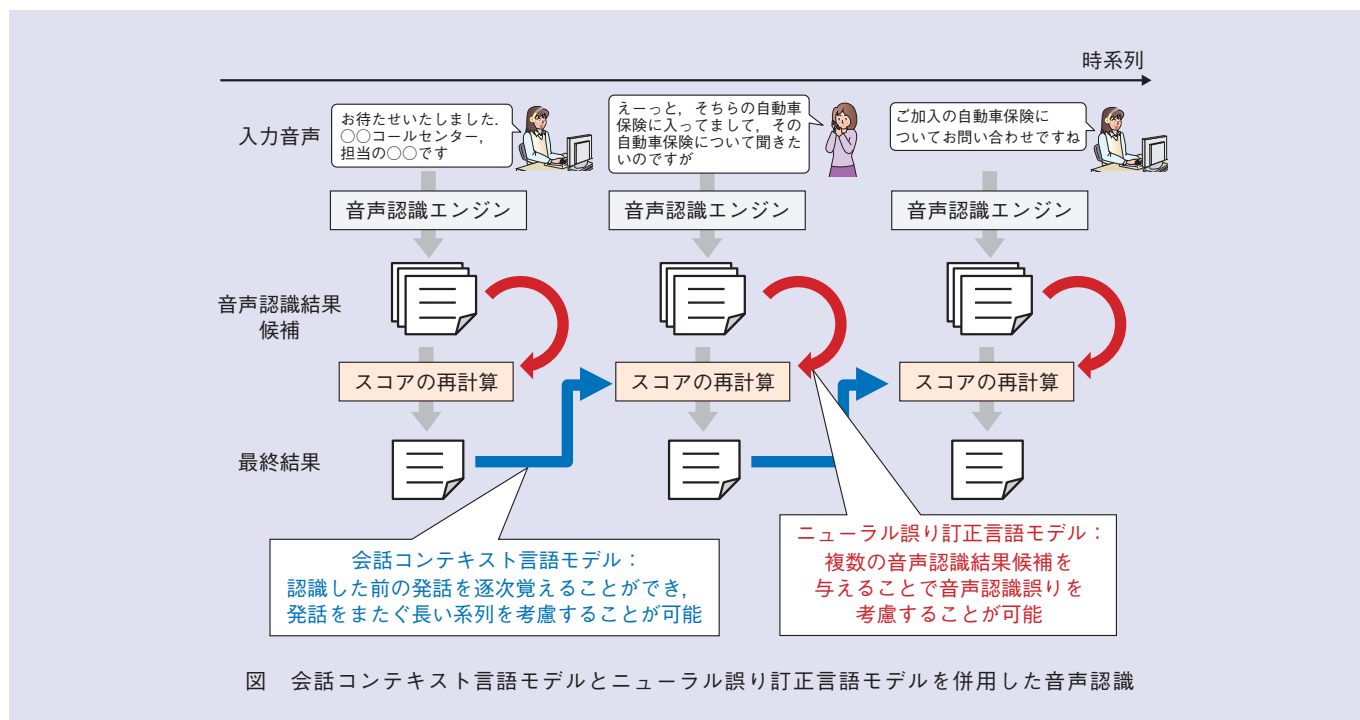 時系列
入力音声
お待たせいたしました.
○○コールセンター,
担当の○○です
えーっと,そちらの自動車
保険に入ってまして,その
自動車保険について聞きた
いのですが
ご加入の自動車保険に
ついてお問い合わせですね
音声認識エンジン
音声認識エンジン
音声認識エンジン
音声認識結果
候補
スコアの再計算
スコアの再計算
スコアの再計算
最終結果
会話コンテキスト言語モデル:
認識した前の発話を逐次覚えることができ,
発話をまたぐ長い系列を考慮することが可能
ニューラル誤り訂正言語モデル:
複数の音声認識結果候補を
与えることで音声認識誤りを
考慮することが可能
図 会話コンテキスト言語モデルとニューラル誤り訂正言語モデルを併用した音声認識